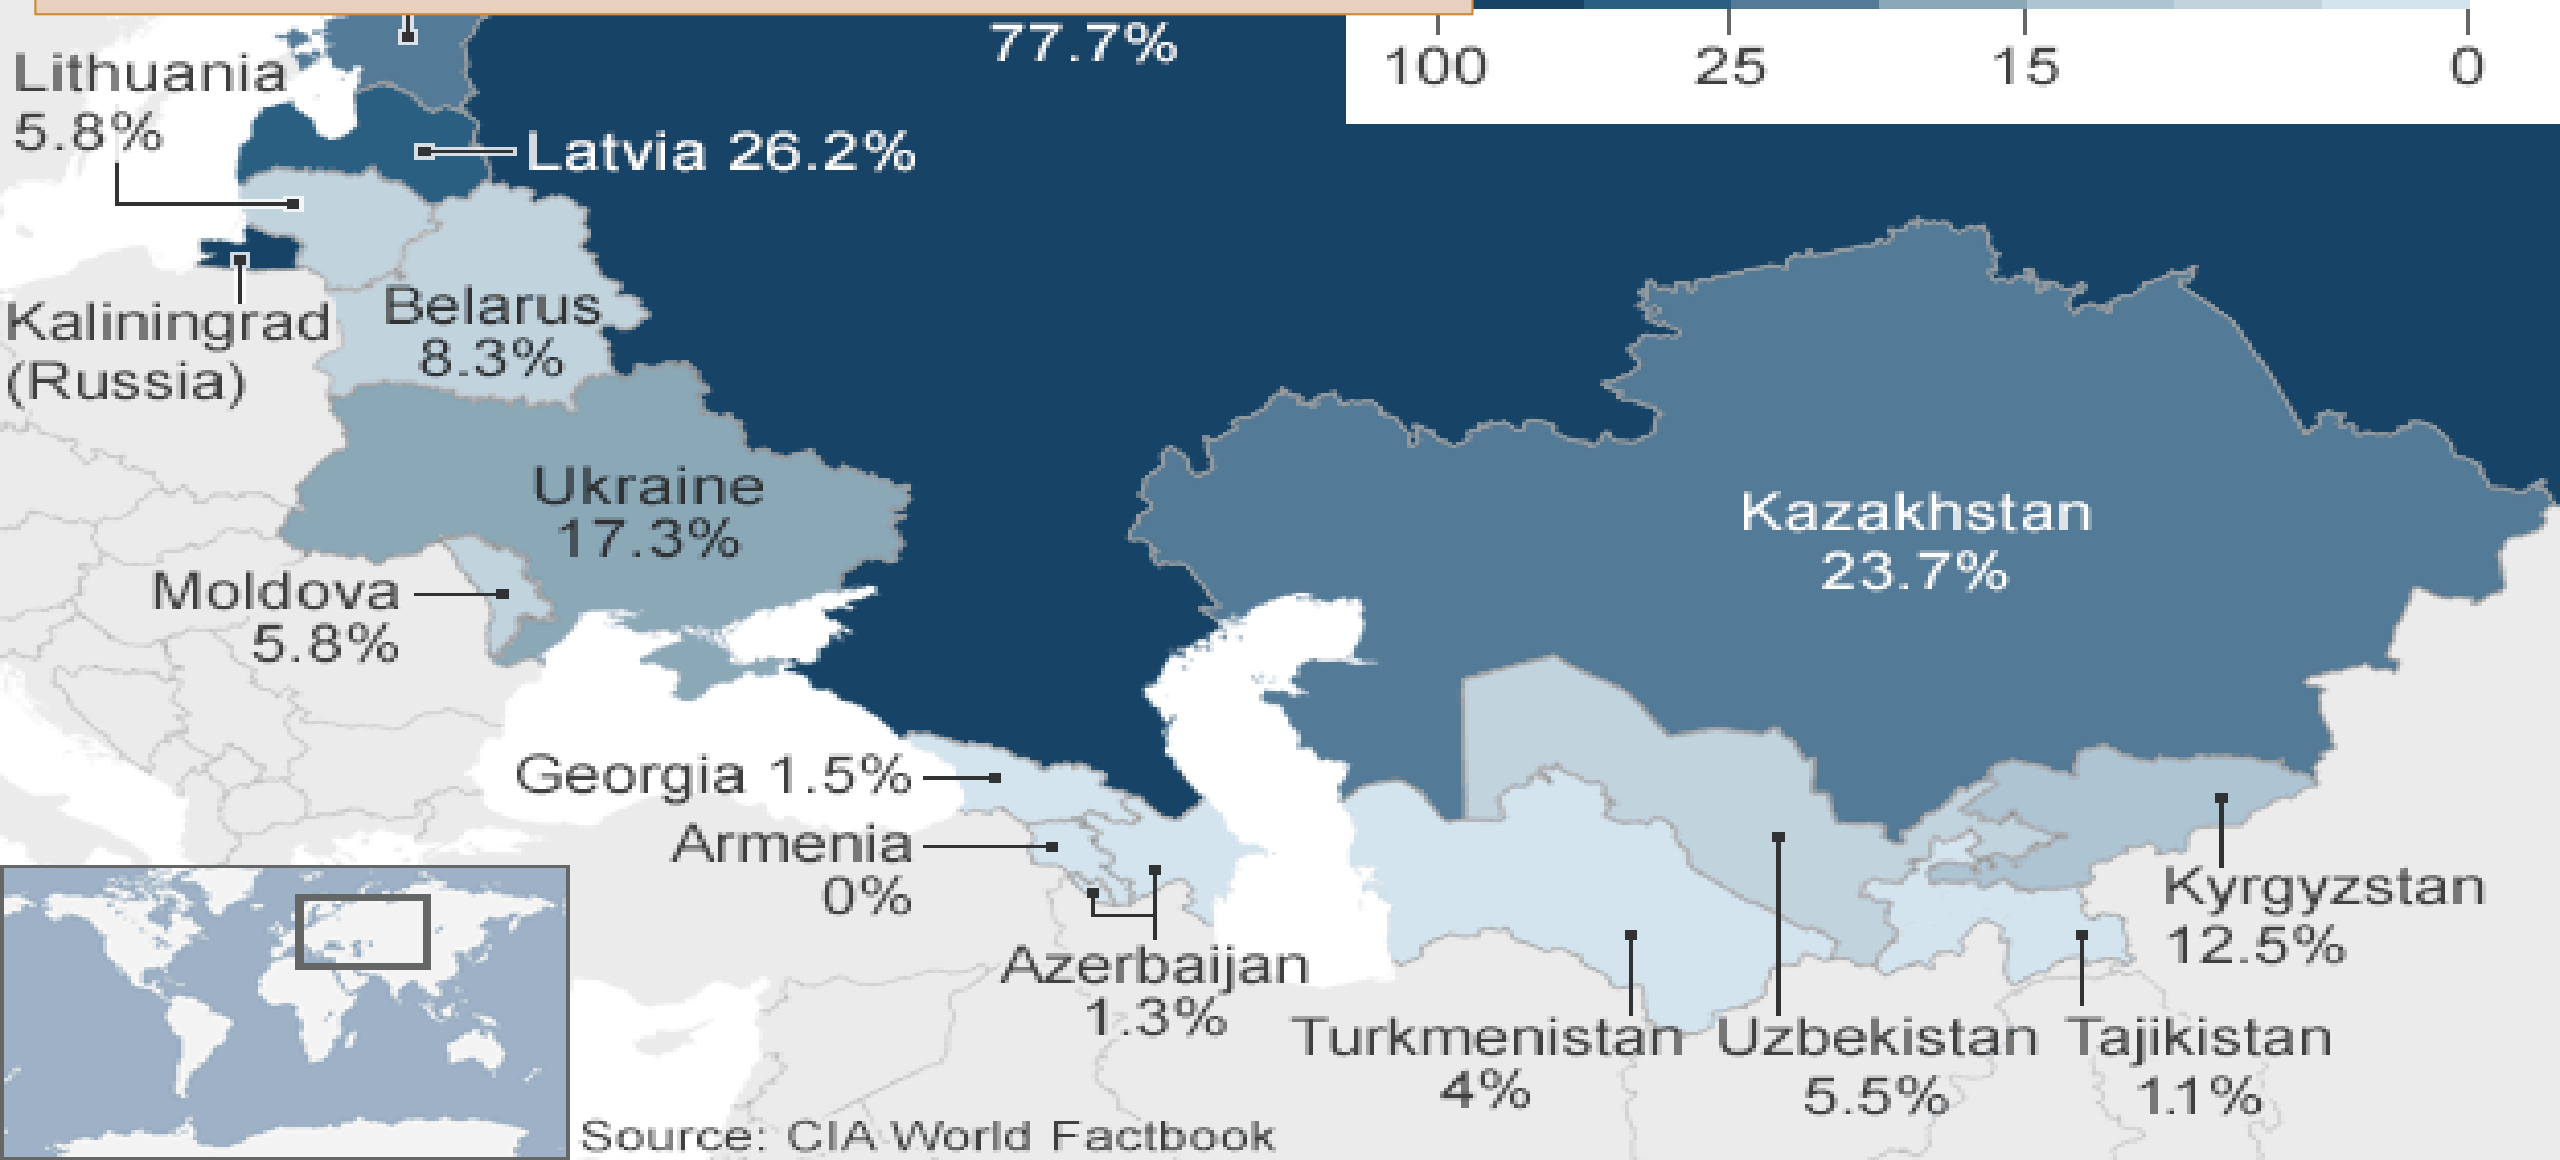 77.7%
100 25 15 0
Lithuania
5.8%
Latvia 26.2%
Kaliningrad
(Russia)
Belarus
8.3%
Ukraine
17.3%
Kazakhstan
23.7%
Moldova
5.8%
Georgia 1.5%
Armenia
0%
Azerbaijan
1.3%
Turkmenistan
4%
Uzbekistan
5.5%
Tajikistan
1.1%
Kyrgyzstan
12.5%
Source: CIA World Factbook